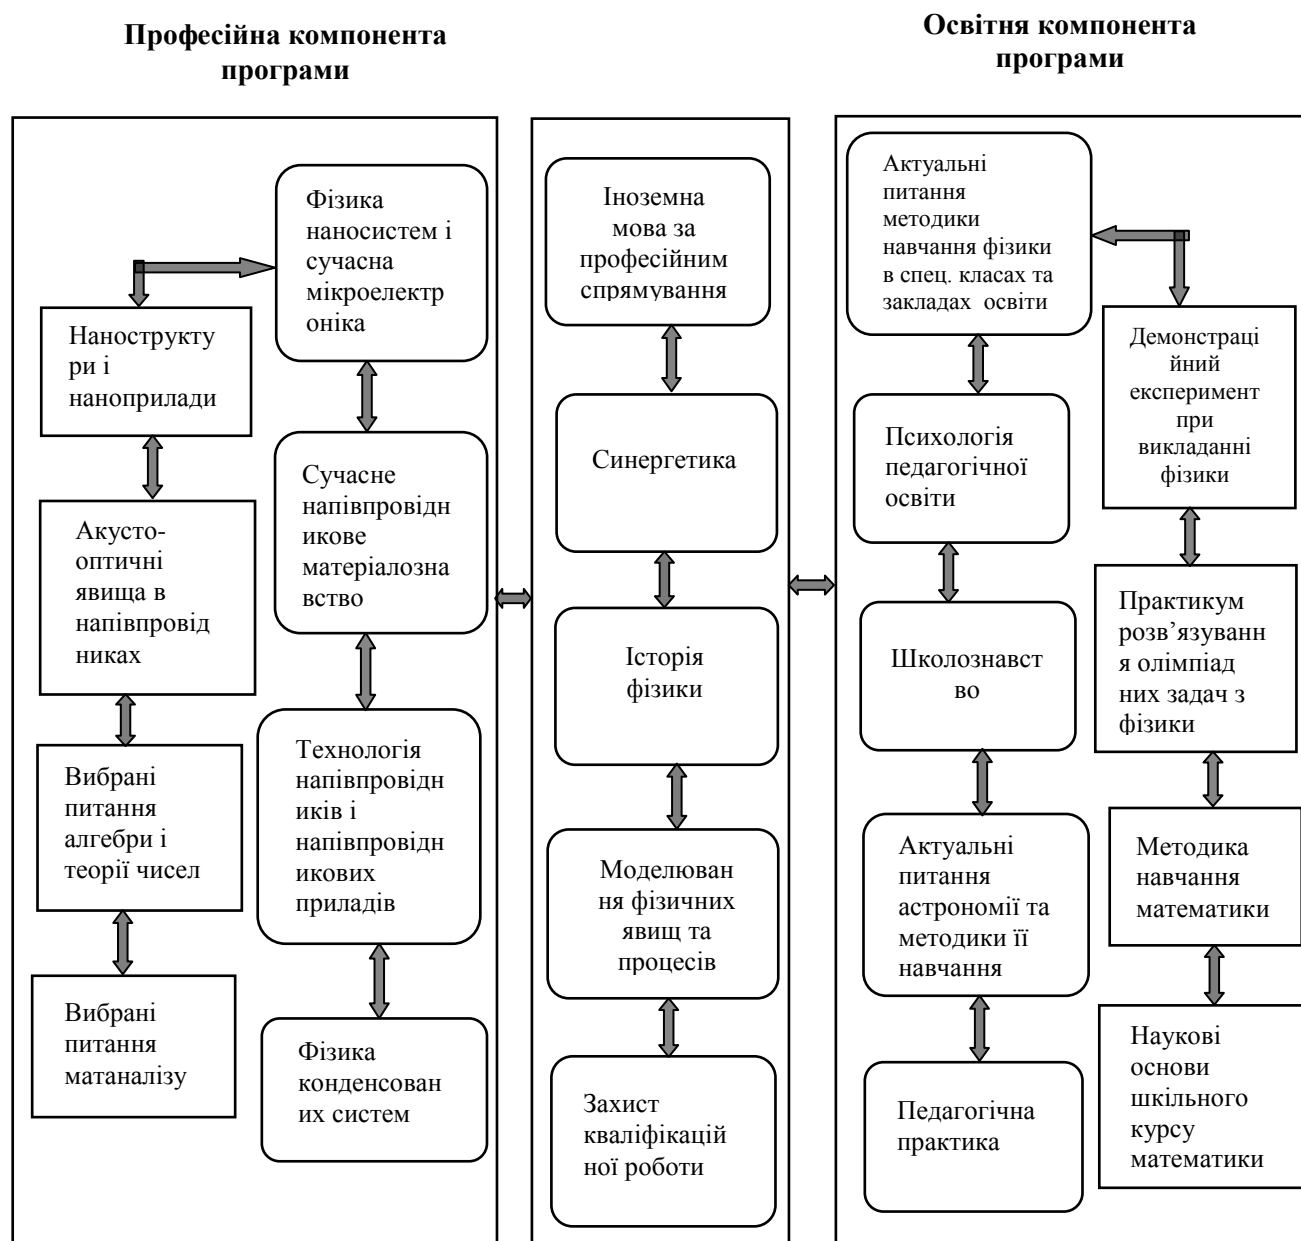 Професійна компонента
програми
Освітня компонента
програми
Фізика
наносистем і
сучасна
мікроелектр
оніка
Наностркуту
ри і
наноприлади
Сучасне
напівпровідн
икове
матеріалозна
вство
Акусто-
оптичні
явища в
напівпровід
никах
Технологія
напівпровідн
иків і
напівпровідн
икових
приладів
Вибрані
питання
алгебри і
теорії чисел
Вибрані
питання
матаналізу
Фізика
конденсован
их систем
Іноземна
мова за
професійним
спрямування
Синергетика
Історія
фізики
Моделюван
ня фізичних
явищ та
процесів
Захист
кваліфікацій
ної роботи
Актуальні
питання
методики
навчання фізики
в спец. класах та
закладах освіти
Психологія
педагогічної
освіти
Школознавст
во
Актуальні
питання
астрономії та
методики її
навчання
Педагогічна
практика
Демонстраці
йний
експеримент
при
викладанні
фізики
Практикум
розв’язуванн
я олімпіад
них задач з
фізики
Методика
навчання
математики
Наукові
основи
шкільного
курсу
математики